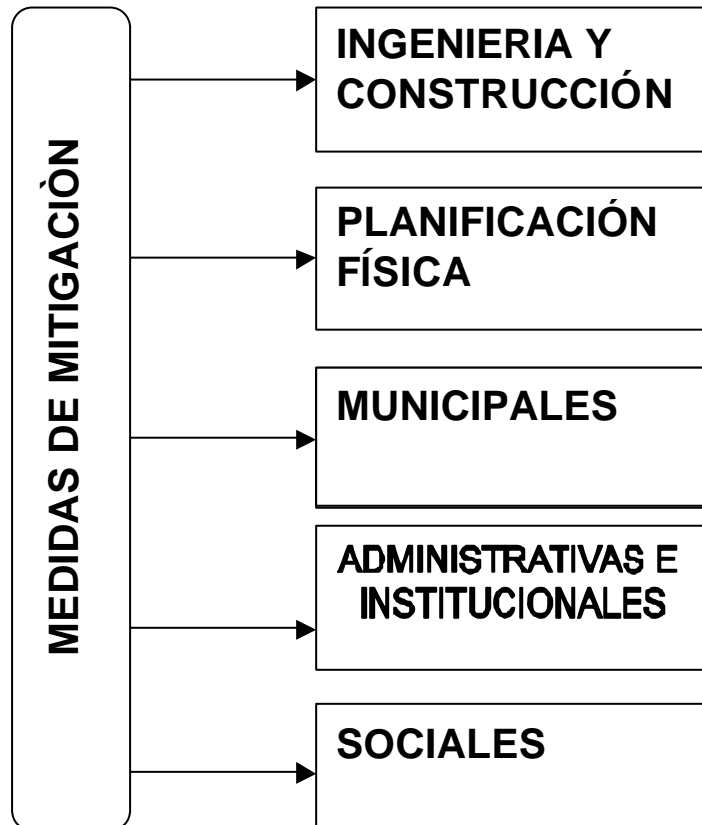 MEDIDAS DE MITIGACIÒN
INGENIERIA Y
CONSTRUCCIÓN
PLANIFICACIÓN
FÍSICA
MUNICIPALES
ADMINISTRATIVAS E
INSTITUCIONALES
SOCIALES